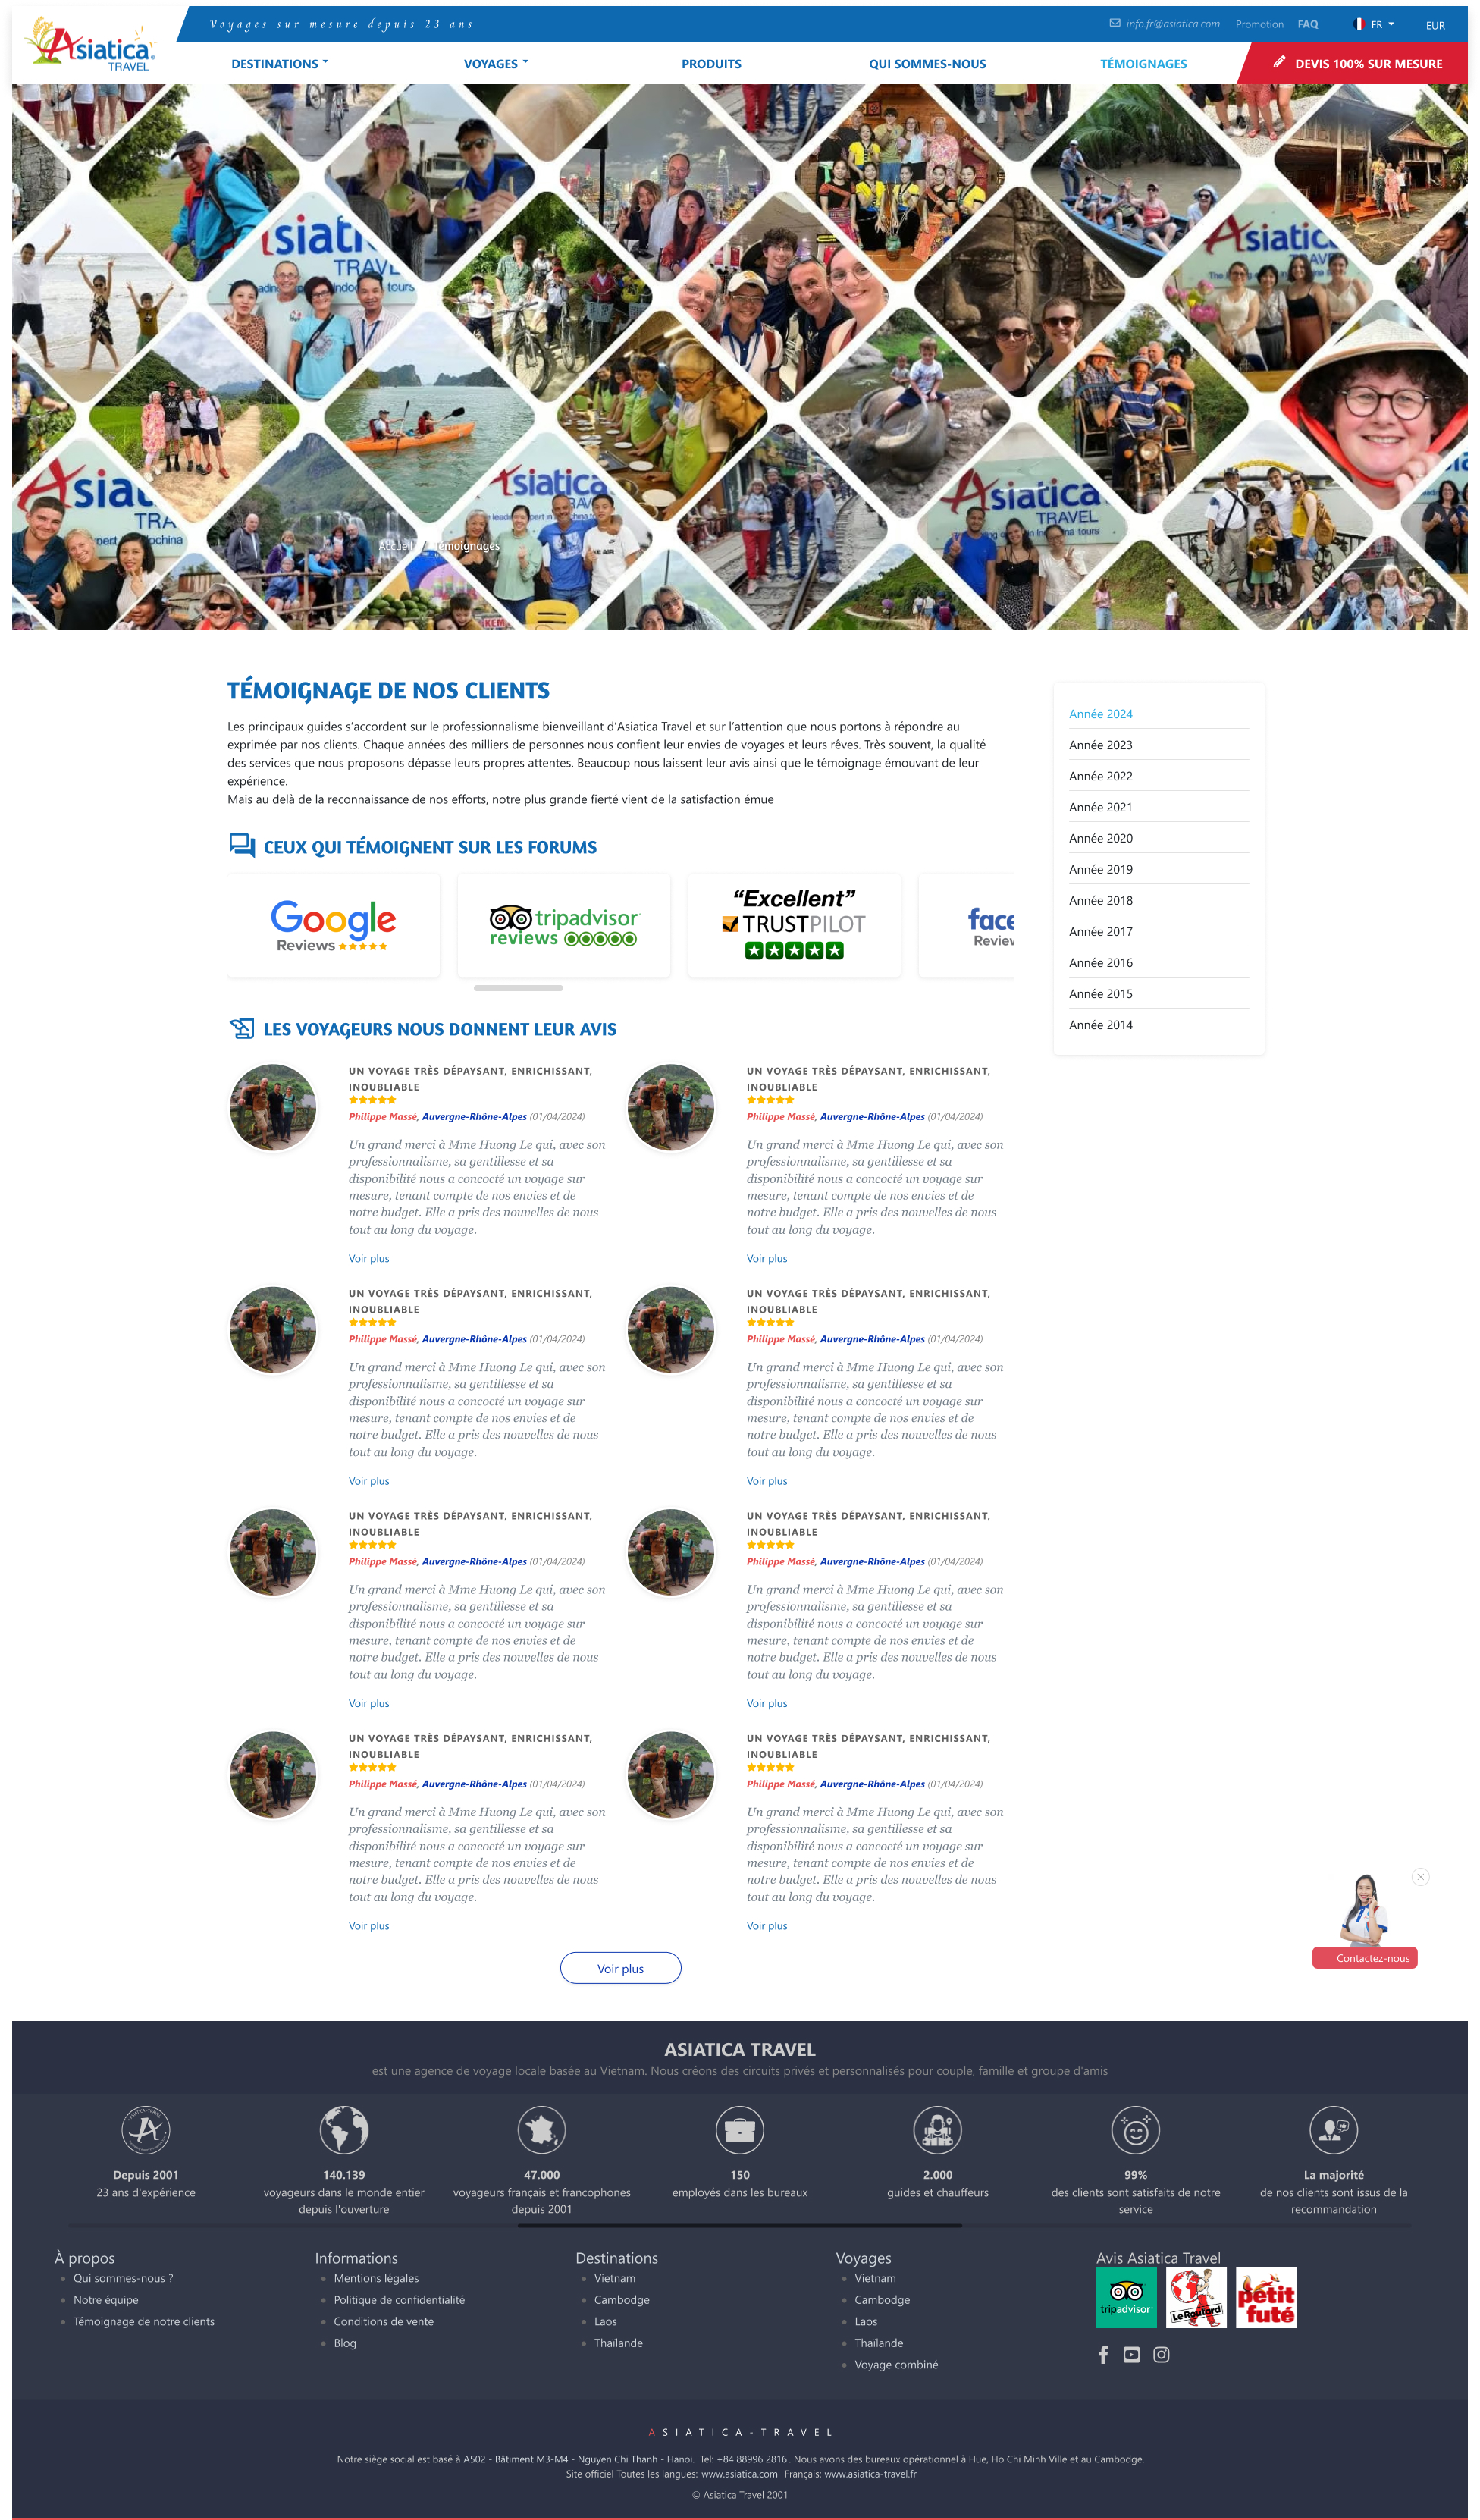 Asiatica
TRAVEL
Voyages sur mesure depuis 23 ans
info.fr@asiatica.com Promotion FAQ FR EUR
DESTINATIONS VOYAGES PRODUITS QUI SOMMES-NOUS TÉMOIGNAGES DEVIS 100% SUR MESURE
Accueil / Témoignages
TÉMOIGNAGE DE NOS CLIENTS
Les principaux guides s’accordent sur le professionnalisme bienveillant d’Asiatica Travel et sur l’attention que nous portons à répondre au
exprimée par nos clients. Chaque années des milliers de personnes nous confient leur envies de voyages et leurs rêves. Très souvent, la qualité
des services que nous proposons dépasse leurs propres attentes. Beaucoup nous laissent leur avis ainsi que le témoignage émouvant de leur
expérience.
Mais au delà de la reconnaissance de nos efforts, notre plus grande fierté vient de la satisfaction émue
CEUX QUI TÉMOIGNENT SUR LES FORUMS
Google
Reviews
tripadvisor
reviews
“Excellent”
TRUSTPILOT
face
Review
LES VOYAGEURS NOUS DONNENT LEUR AVIS
UN VOYAGE TRÈS DÉPAYSANT, ENRICHISSANT,
INOUBLIABLE
Philippe Massé, Auvergne-Rhône-Alpes (01/04/2024)
Un grand merci à Mme Huong Le qui, avec son
professionnalisme, sa gentillesse et sa
disponibilité nous a concocté un voyage sur
mesure, tenant compte de nos envies et de
notre budget. Elle a pris des nouvelles de nous
tout au long du voyage.
Voir plus
UN VOYAGE TRÈS DÉPAYSANT, ENRICHISSANT,
INOUBLIABLE
Philippe Massé, Auvergne-Rhône-Alpes (01/04/2024)
Un grand merci à Mme Huong Le qui, avec son
professionnalisme, sa gentillesse et sa
disponibilité nous a concocté un voyage sur
mesure, tenant compte de nos envies et de
notre budget. Elle a pris des nouvelles de nous
tout au long du voyage.
Voir plus
UN VOYAGE TRÈS DÉPAYSANT, ENRICHISSANT,
INOUBLIABLE
Philippe Massé, Auvergne-Rhône-Alpes (01/04/2024)
Un grand merci à Mme Huong Le qui, avec son
professionnalisme, sa gentillesse et sa
disponibilité nous a concocté un voyage sur
mesure, tenant compte de nos envies et de
notre budget. Elle a pris des nouvelles de nous
tout au long du voyage.
Voir plus
UN VOYAGE TRÈS DÉPAYSANT, ENRICHISSANT,
INOUBLIABLE
Philippe Massé, Auvergne-Rhône-Alpes (01/04/2024)
Un grand merci à Mme Huong Le qui, avec son
professionnalisme, sa gentillesse et sa
disponibilité nous a concocté un voyage sur
mesure, tenant compte de nos envies et de
notre budget. Elle a pris des nouvelles de nous
tout au long du voyage.
Voir plus
UN VOYAGE TRÈS DÉPAYSANT, ENRICHISSANT,
INOUBLIABLE
Philippe Massé, Auvergne-Rhône-Alpes (01/04/2024)
Un grand merci à Mme Huong Le qui, avec son
professionnalisme, sa gentillesse et sa
disponibilité nous a concocté un voyage sur
mesure, tenant compte de nos envies et de
notre budget. Elle a pris des nouvelles de nous
tout au long du voyage.
Voir plus
UN VOYAGE TRÈS DÉPAYSANT, ENRICHISSANT,
INOUBLIABLE
Philippe Massé, Auvergne-Rhône-Alpes (01/04/2024)
Un grand merci à Mme Huong Le qui, avec son
professionnalisme, sa gentillesse et sa
disponibilité nous a concocté un voyage sur
mesure, tenant compte de nos envies et de
notre budget. Elle a pris des nouvelles de nous
tout au long du voyage.
Voir plus
UN VOYAGE TRÈS DÉPAYSANT, ENRICHISSANT,
INOUBLIABLE
Philippe Massé, Auvergne-Rhône-Alpes (01/04/2024)
Un grand merci à Mme Huong Le qui, avec son
professionnalisme, sa gentillesse et sa
disponibilité nous a concocté un voyage sur
mesure, tenant compte de nos envies et de
notre budget. Elle a pris des nouvelles de nous
tout au long du voyage.
Voir plus
UN VOYAGE TRÈS DÉPAYSANT, ENRICHISSANT,
INOUBLIABLE
Philippe Massé, Auvergne-Rhône-Alpes (01/04/2024)
Un grand merci à Mme Huong Le qui, avec son
professionnalisme, sa gentillesse et sa
disponibilité nous a concocté un voyage sur
mesure, tenant compte de nos envies et de
notre budget. Elle a pris des nouvelles de nous
tout au long du voyage.
Voir plus
Voir plus
Année 2024
Année 2023
Année 2022
Année 2021
Année 2020
Année 2019
Année 2018
Année 2017
Année 2016
Année 2015
Année 2014
Contactez-nous
ASIATICA TRAVEL
est une agence de voyage locale basée au Vietnam. Nous créons des circuits privés et personnalisés pour couple, famille et groupe d'amis
Depuis 2001
23 ans d'expérience
140.139
voyageurs dans le monde entier
depuis l'ouverture
47.000
voyageurs français et francophones
depuis 2001
150
employés dans les bureaux
2.000
guides et chauffeurs
99%
des clients sont satisfaits de notre
service
La majorité
de nos clients sont issus de la
recommandation
À propos
Qui sommes-nous ?
Notre équipe
Témoignage de notre clients
Informations
Mentions légales
Politique de confidentialité
Conditions de vente
Blog
Destinations
Vietnam
Cambodge
Laos
Thaïlande
Voyages
Vietnam
Cambodge
Laos
Thaïlande
Voyage combiné
Avis Asiatica Travel
tripadvisor
Le Routard
petit
futé
ASIATICA-TRAVEL
Notre siège social est basé à A502 - Bâtiment M3-M4 - Nguyen Chi Thanh - Hanoi. Tel: +84 88996 2816 . Nous avons des bureaux opérationnel à Hue, Ho Chi Minh Ville et au Cambodge.
Site officiel Toutes les langues: www.asiatica.com Français: www.asiatica-travel.fr
© Asiatica Travel 2001